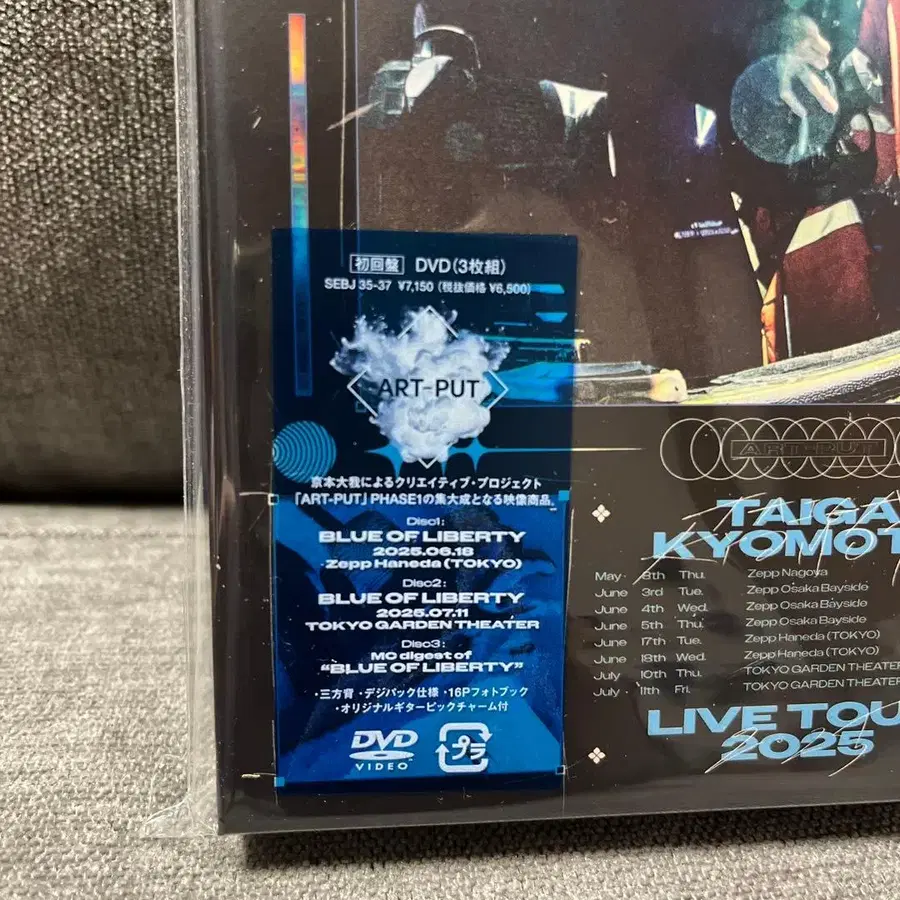 初回盤 DVD(3枚組)
SEBJ 35-37 ¥7,150 (税抜価格 ¥6,500)
ART-PUT
京本大我によるクリエイティブ・プロジェクト
「ART-PUT」PHASE1の集大成となる映像商品。
Disc1:
BLUE OF LIBERTY
2025.06.18
Zepp Haneda (TOKYO)
Disc2:
BLUE OF LIBERTY
2025.07.11
TOKYO GARDEN THEATER
Disc3:
MC digest of
"BLUE OF LIBERTY"
・三方背・デジパック仕様・16Pフォトブック
・オリジナルギターピックチャーム付
DVD
VIDEO
プラ
ART-PUT
TAIGA
KYOMOT
May. 8th Thu. Zepp Nagoya
June 3rd Tue. Zepp Osaka Bayside
June 4th Wed. Zepp Osaka Bayside
June 5th Thu. Zepp Osaka Bayside
June 17th Tue. Zepp Haneda (TOKYO)
June 18th Wed. Zepp Haneda (TOKYO)
July 10th Thu. TOKYO GARDEN THEATER
July. 11th Fri. TOKYO GARDEN THEATER
LIVE TOU
2025